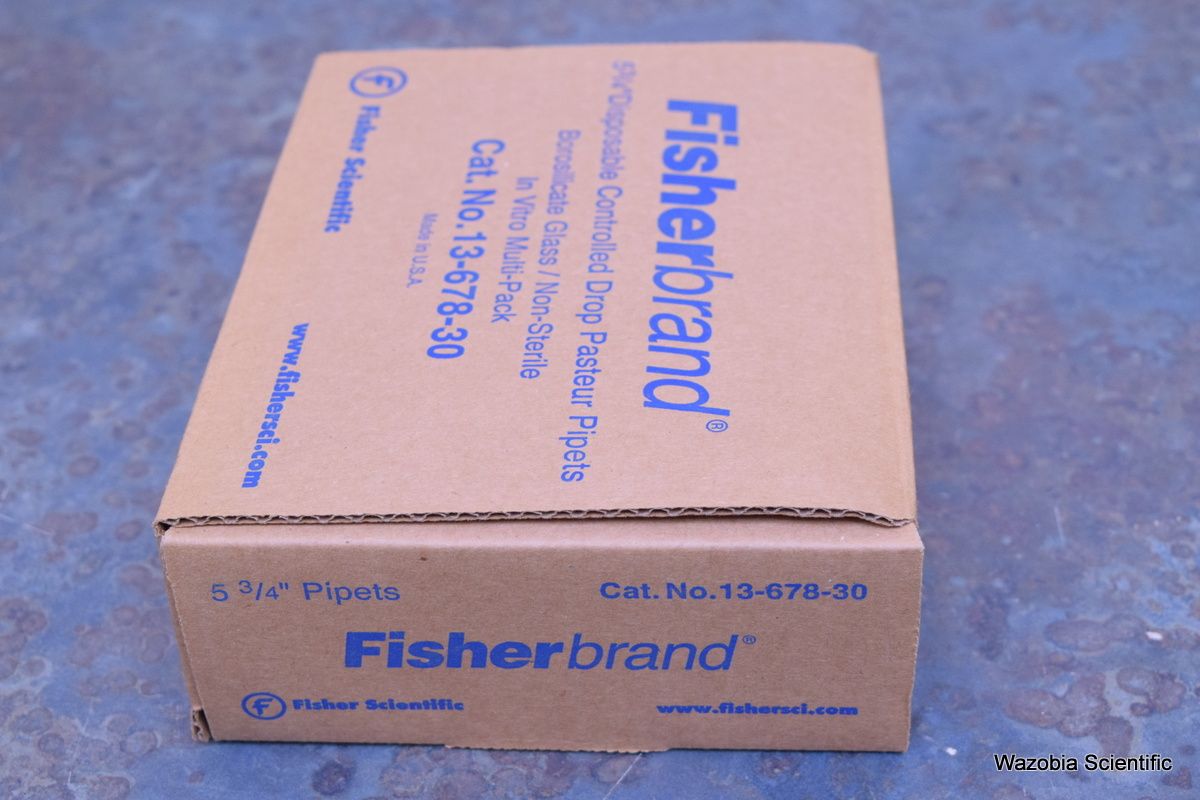 Fisherbrand®
5¾" Disposable Controlled Drop Pasteur Pipets
Borosilicate Glass / Non-Sterile
In Vitro Multi-Pack
Cat. No.13-678-30
Made in U.S.A.
Fisher Scientific
www.fishersci.com
5 3/4" Pipets
Cat. No.13-678-30
Fisherbrand®
Fisher Scientific
www.fishersci.com
Wazobia Scientific